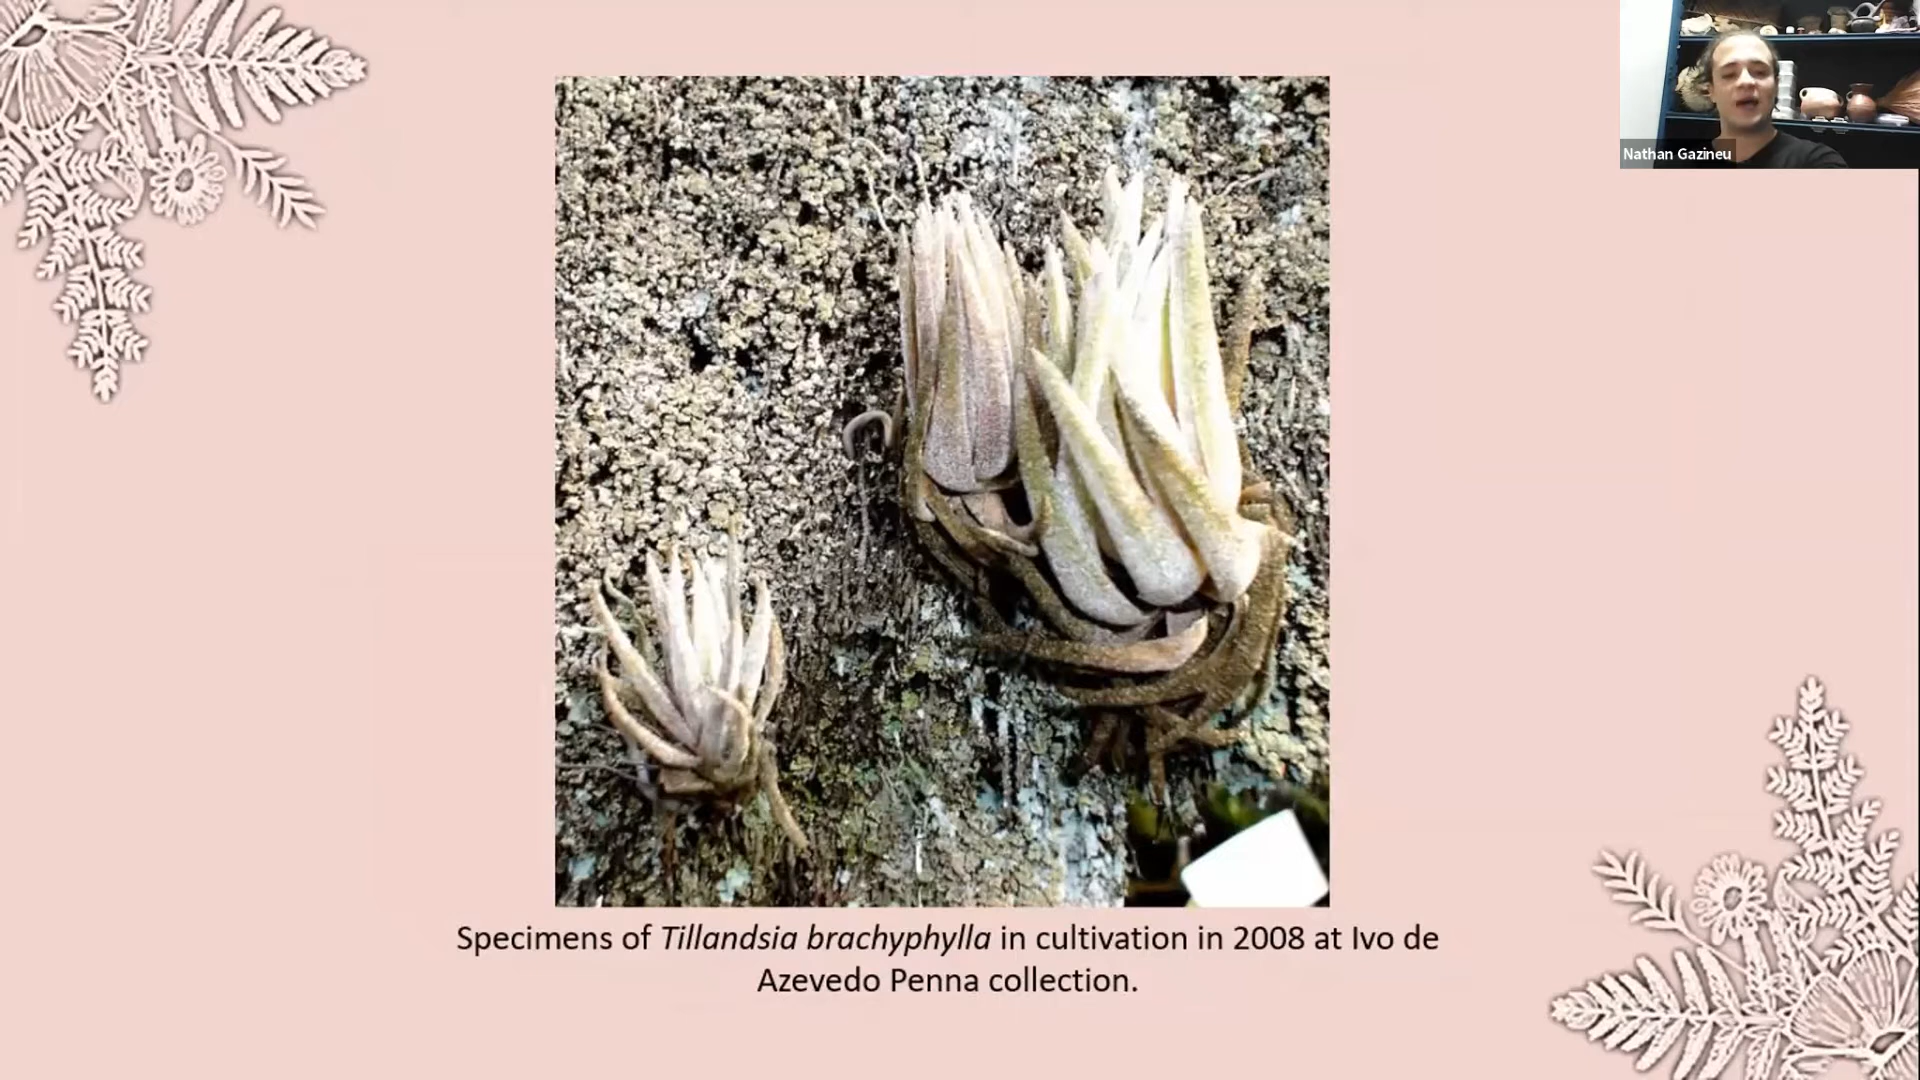 Nathan Gazineu
Specimens of Tillandsia brachyphylla in cultivation in 2008 at Ivo de
Azevedo Penna collection.